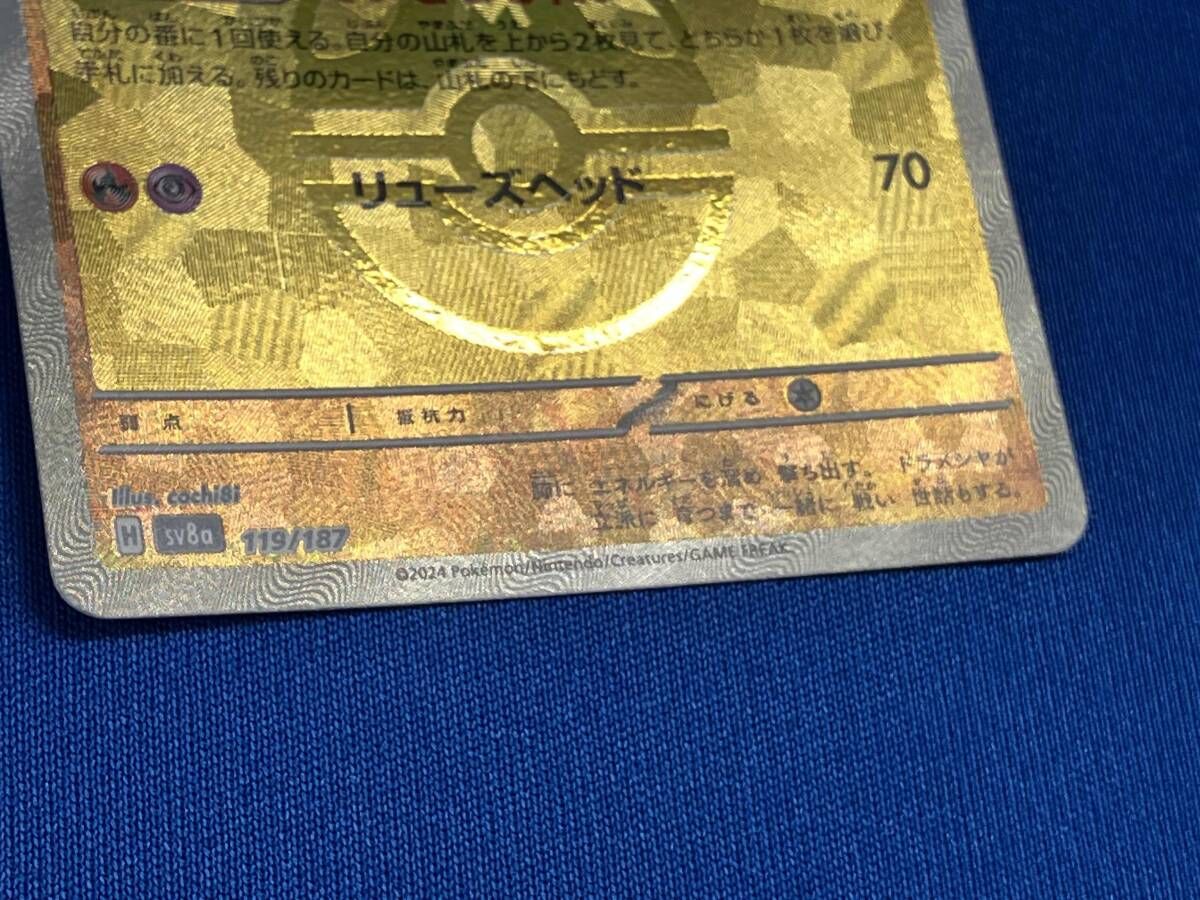 自分の番に1回使える。自分の山札を上から2枚見て、どちらか1枚を選び、
手札に加える。残りのカードは、山札の下にもどす。
リューズヘッド 70
弱点 抵抗力 にげる
Illus. cochi8i
H sv8a 119/187
節に エネルギーを溜め 撃ち出す。 ドラメシヤが
立派に 育つまで 一緒に 戦い 世話もする。
©2024 Pokémon/Nintendo/Creatures/GAME FREAK